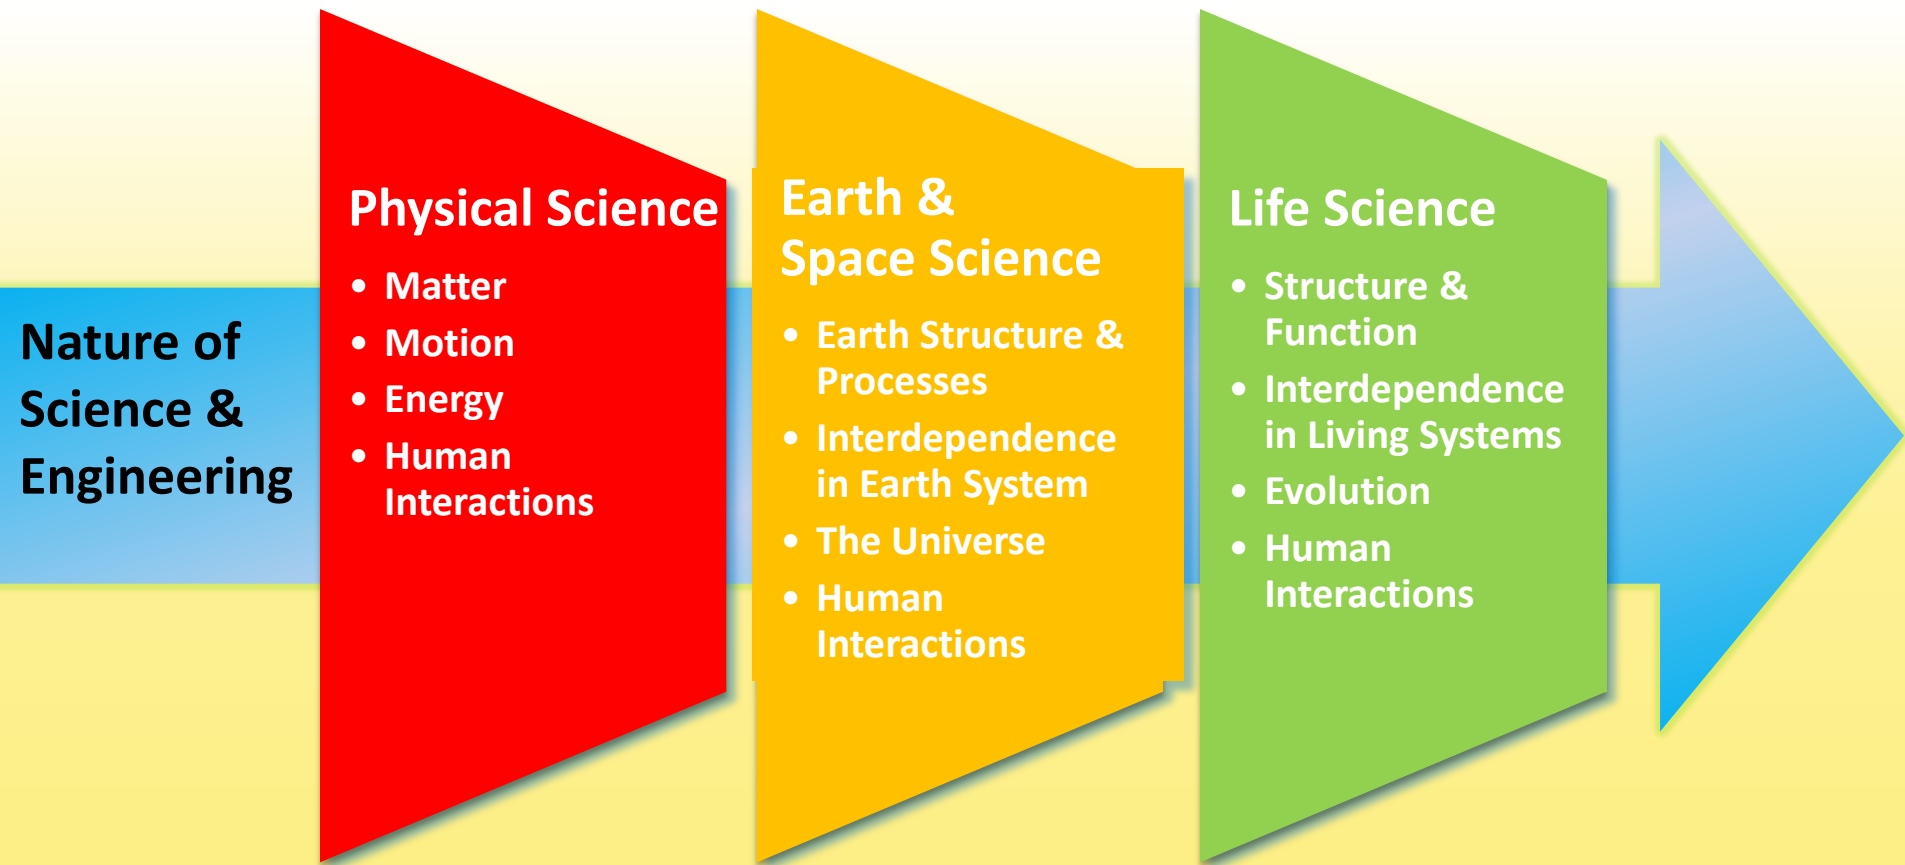 Nature of
Science &
Engineering
Physical Science
• Matter
• Motion
• Energy
• Human
Interactions
Earth &
Space Science
• Earth Structure &
Processes
• Interdependence
in Earth System
• The Universe
• Human
Interactions
Life Science
• Structure &
Function
• Interdependence
in Living Systems
• Evolution
• Human
Interactions